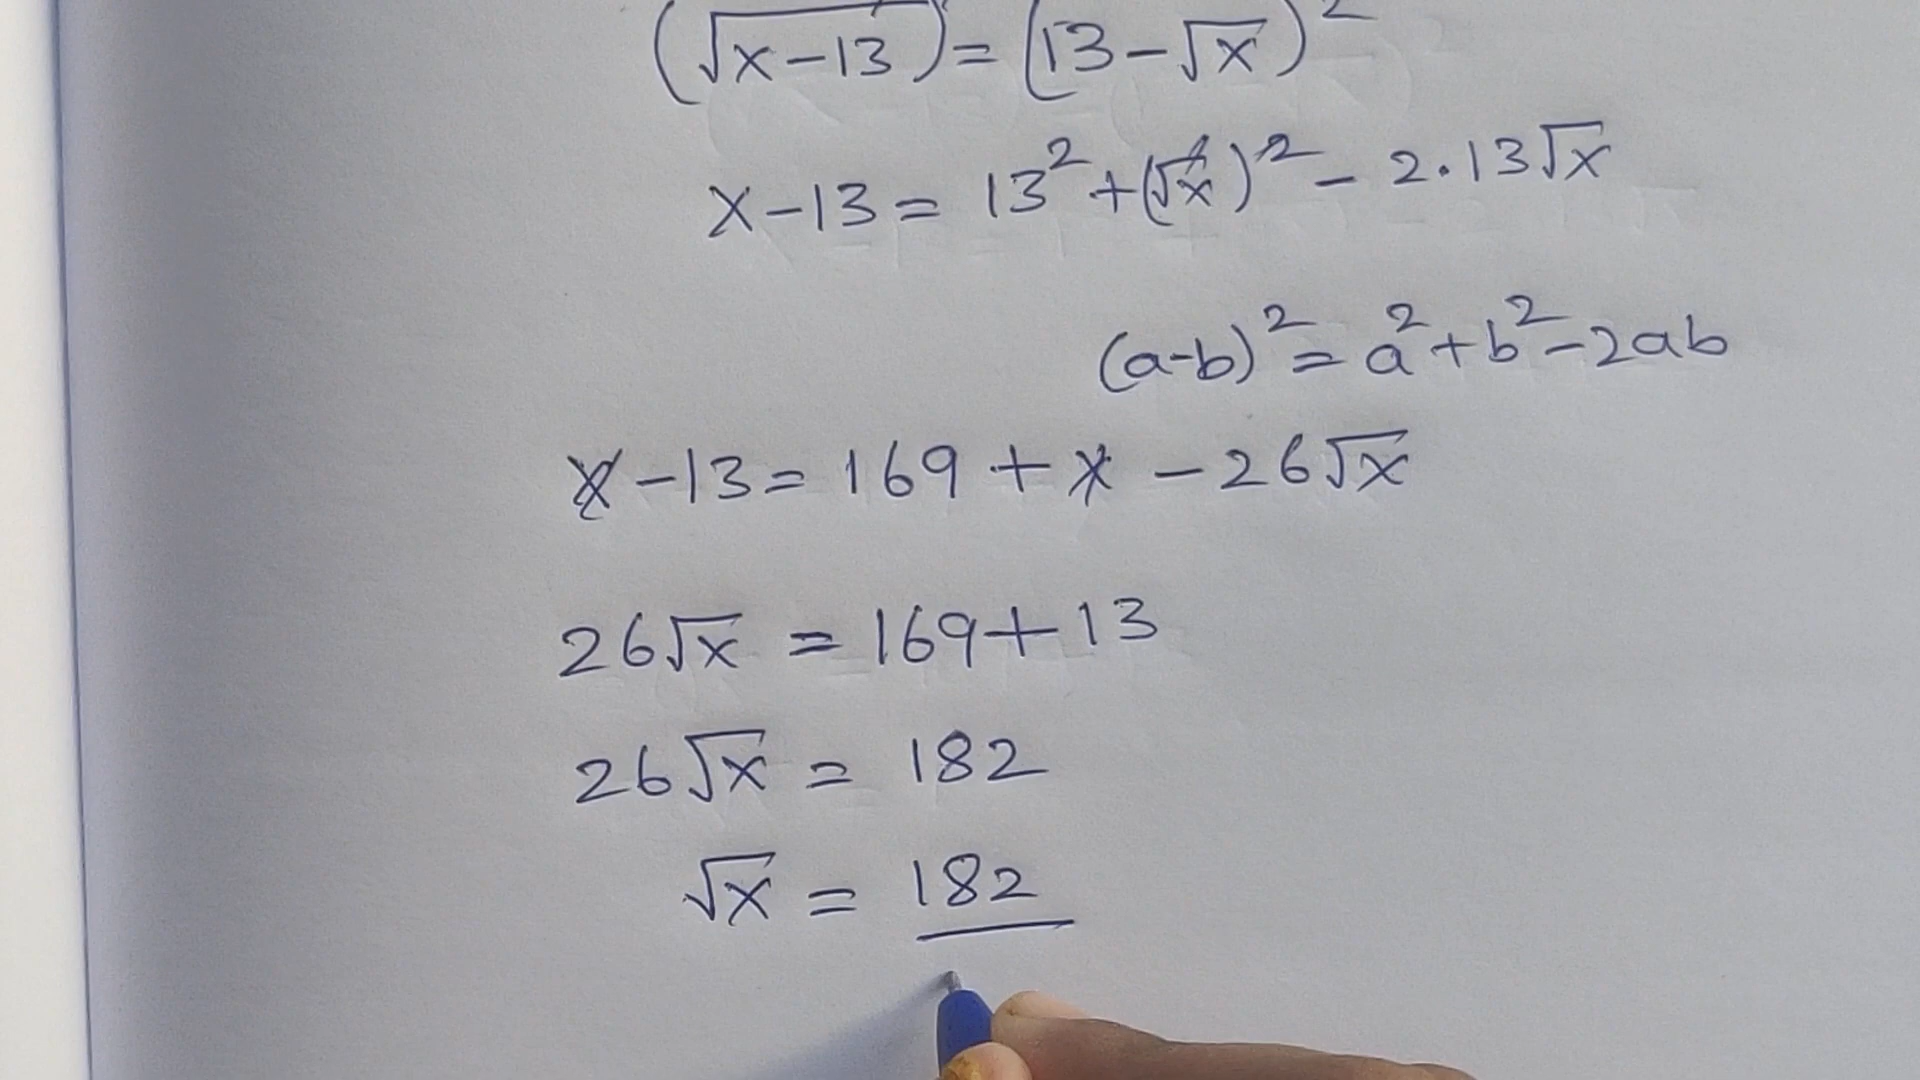 (√x-13)² = (13-√x)²
x-13 = 13² + (√x)² - 2.13√x
(a-b)² = a² + b² - 2ab
x-13 = 169 + x - 26√x
26√x = 169 + 13
26√x = 182
√x = 182